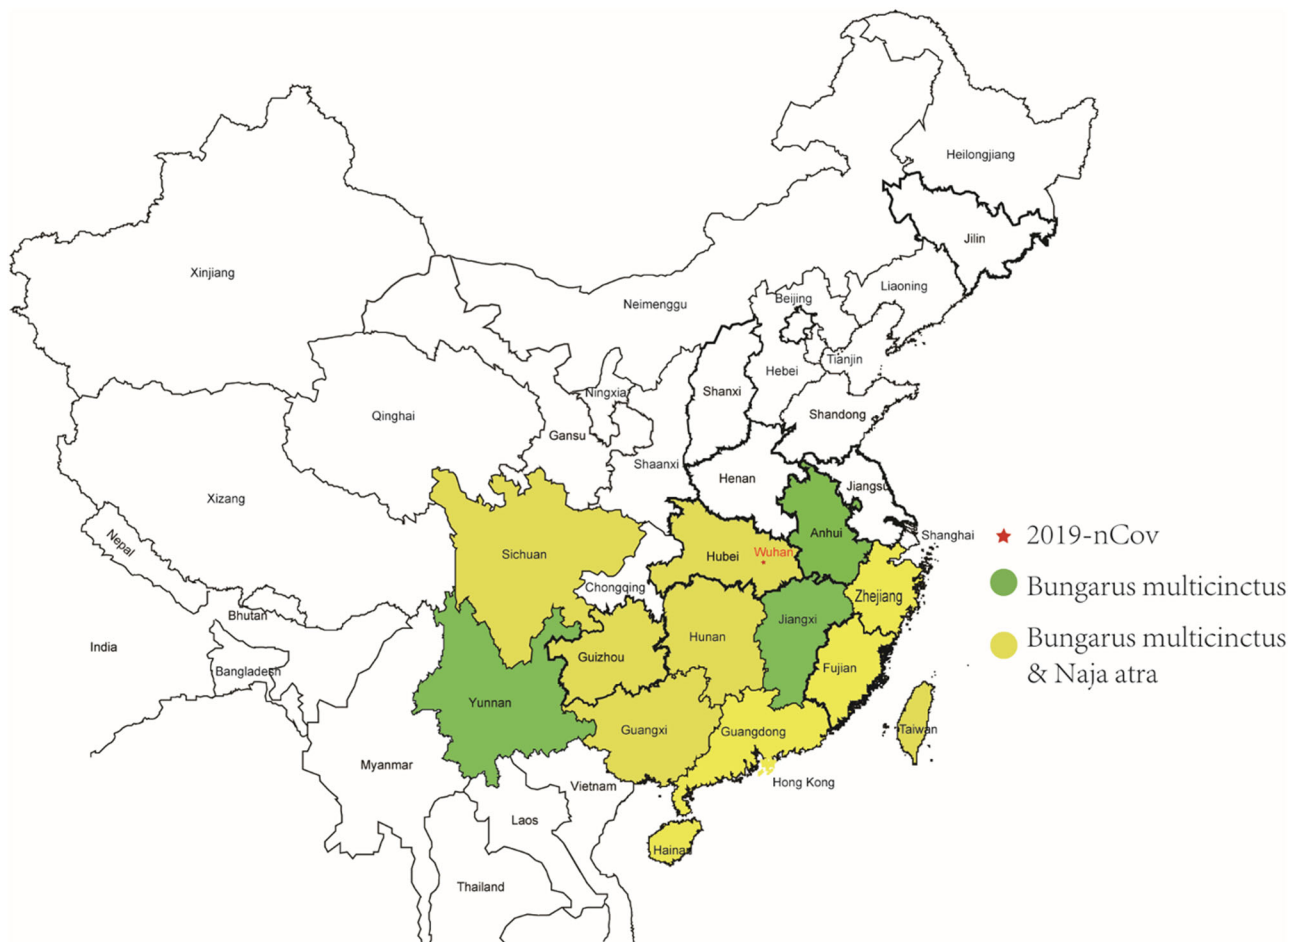 Heilongjiang
Jilin
Xinjiang
Liaoning
Beijing
Neimenggu
Tianjin
Hebei
Ningxia
Shanxi
Shandong
Qinghai
Gansu
Shaanxi
Henan
Jiangsu
Xizang
Anhui
Shanghai
2019-nCov
Nepal
Sichuan
Hubei
Wuhan
Chongqing
Zhejiang
Bungarus multicinctus
Bhutan
Jiangxi
India
Hunan
Bungarus multicinctus
& Naja atra
Guizhou
Fujian
Bangladesh
Yunnan
Guangxi
Guangdong
Taiwan
Myanmar
Vietnam
Hong Kong
Laos
Hainan
Thailand